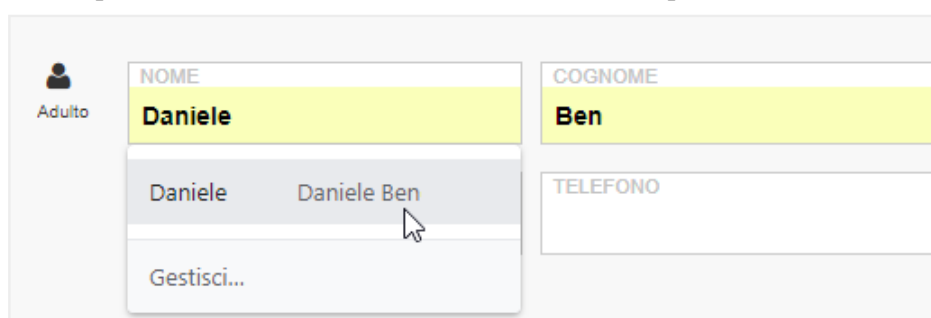 NOME
COGNOME
Adulto
Daniele
Ben
Daniele Daniele Ben
TELEFONO
Gestisci...